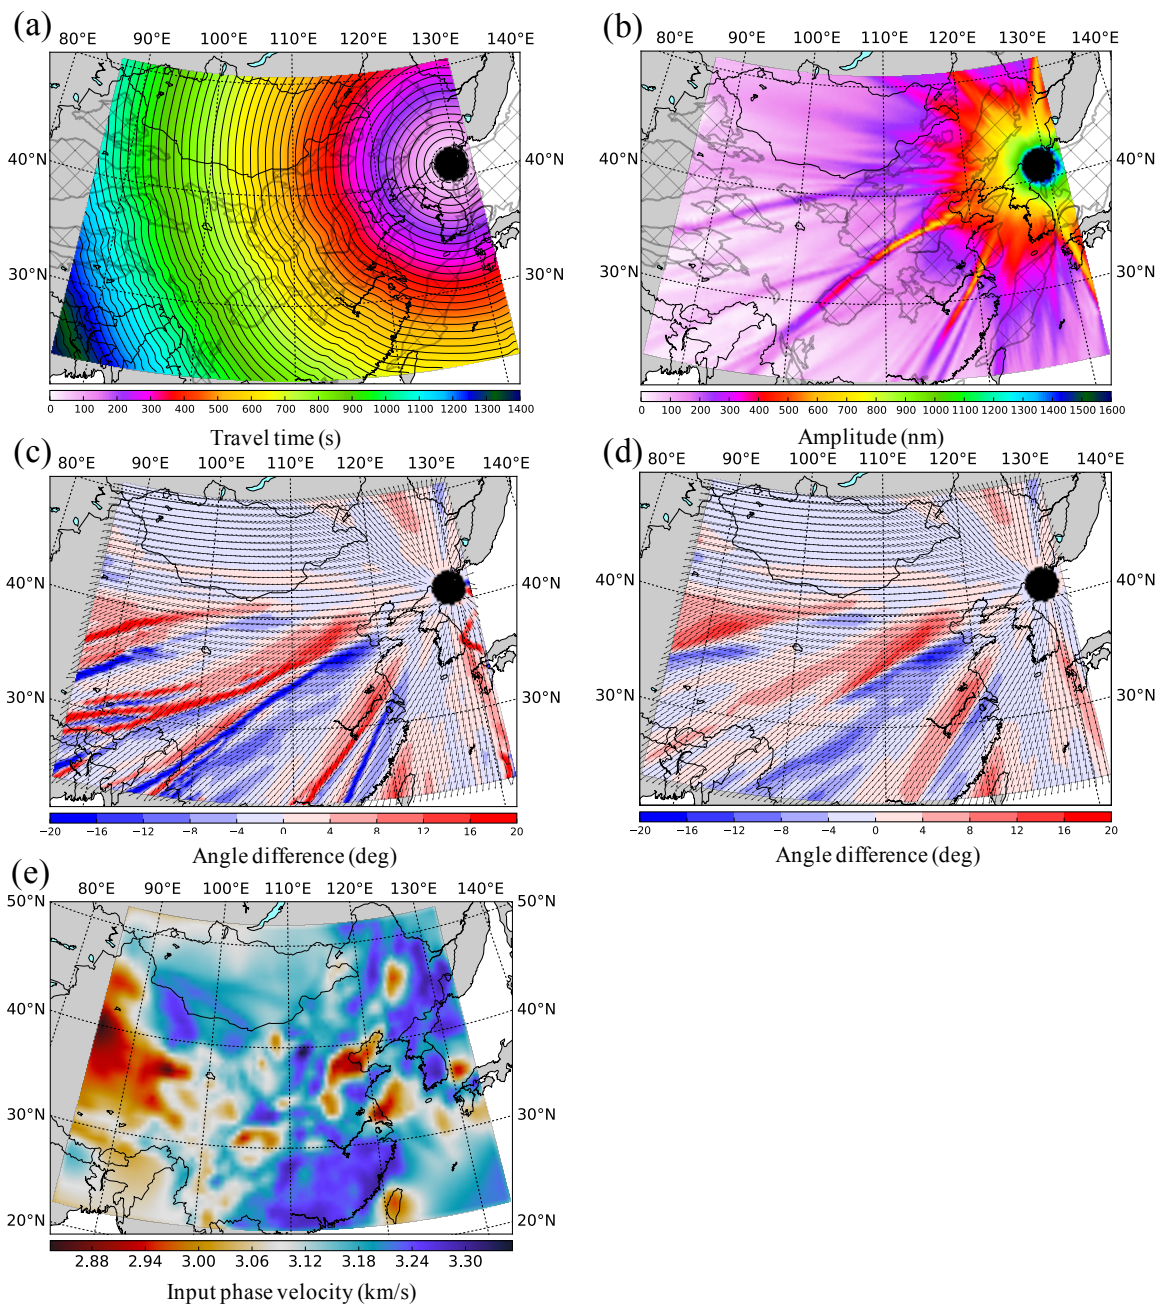 (a)
(b)
80°E 90°E 100°E 110°E 120°E 130°E 140°E
80°E 90°E 100°E 110°E 120°E 130°E 140°E
40°N 40°N 40°N
30°N 30°N 30°N
0 100 200 300 400 500 600 700 800 900 1000 1100 1200 1300 1400
0 100 200 300 400 500 600 700 800 900 1000 1100 1200 1300 1400 1500 1600
Travel time (s)
Amplitude (nm)
(c)
(d)
80°E 90°E 100°E 110°E 120°E 130°E 140°E
80°E 90°E 100°E 110°E 120°E 130°E 140°E
40°N 40°N 40°N
30°N 30°N 30°N
−20 −16 −12 −8 −4 0 4 8 12 16 20
−20 −16 −12 −8 −4 0 4 8 12 16 20
Angle difference (deg)
Angle difference (deg)
(e)
80°E 90°E 100°E 110°E 120°E 130°E 140°E
50°N 50°N
40°N 40°N
30°N 30°N
20°N 20°N
2.88 2.94 3.00 3.06 3.12 3.18 3.24 3.30
Input phase velocity (km/s)